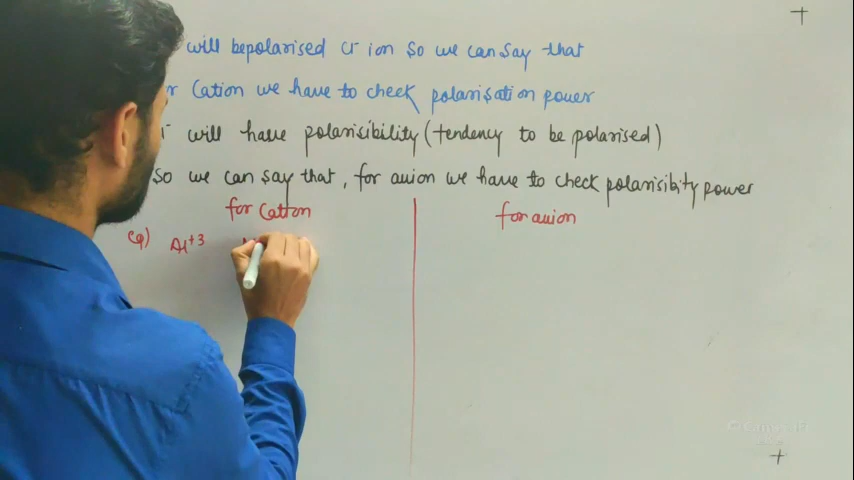 will bepolarised Cl⁻ ion so we can say that
Cation we have to check polarisation power
will have polarisibility (tendency to be polarised)
So we can say that, for anion we have to check polarisibity power
for Cation
for anion
eg) Al⁺³